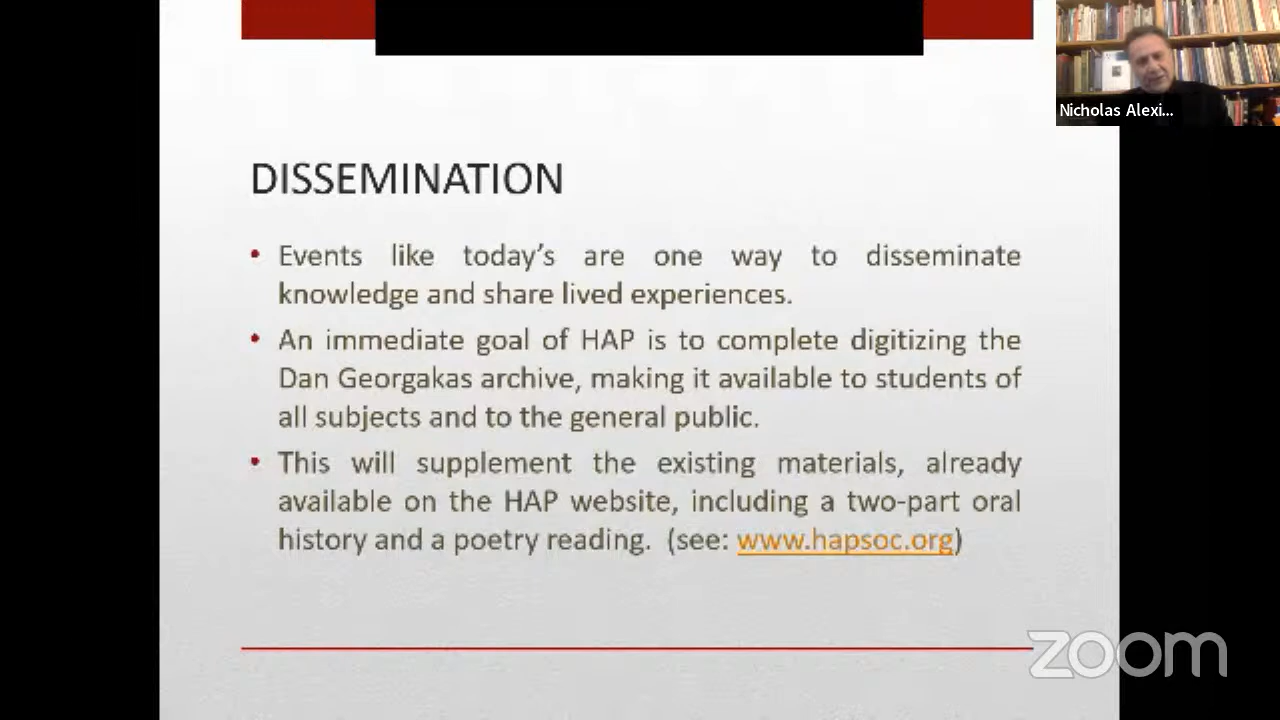 Nicholas Alexi...
DISSEMINATION
• Events like today's are one way to disseminate
knowledge and share lived experiences.
• An immediate goal of HAP is to complete digitizing the
Dan Georgakas archive, making it available to students of
all subjects and to the general public.
• This will supplement the existing materials, already
available on the HAP website, including a two-part oral
history and a poetry reading. (see: www.hapsoc.org)
zoom